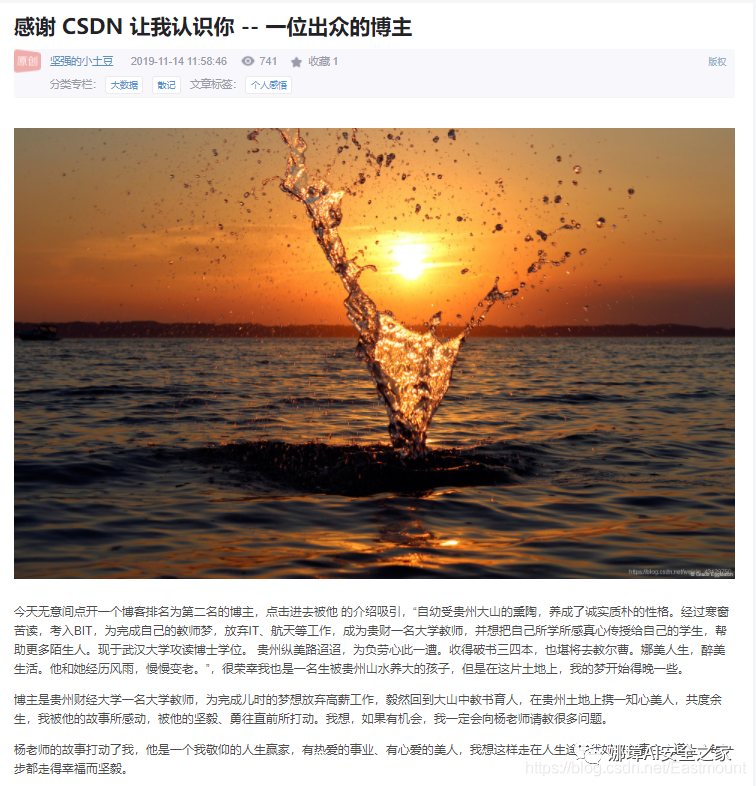 感谢 CSDN 让我认识你 -- 一位出众的博主
原创 坚强的小土豆 2019-11-14 11:58:46 741 收藏 1 版权
分类专栏： 大数据 散记 文章标签： 个人感悟
今天无意间点开一个博客排名为第二名的博主，点击进去被他 的介绍吸引，“自幼受贵州大山的熏陶，养成了诚实质朴的性格。经过寒窗
苦读，考入BIT，为完成自己的教师梦，放弃IT、航天等工作，成为贵财一名大学教师，并想把自己所学所感真心传授给自己的学生，帮
助更多陌生人。现于武汉大学攻读博士学位。 贵州纵美路迢迢，为负劳心此一遭。收得破书三四本，也堪将去教尔曹。娜美人生，醉美
生活。他和她经历风雨，慢慢变老。”，很荣幸我也是一名生被贵州山水养大的孩子，但是在这片土地上，我的梦开始得晚一些。
博主是贵州财经大学一名大学教师，为完成儿时的梦想放弃高薪工作，毅然回到大山中教书育人，在贵州土地上携一知心美人，共度余
生，我被他的故事所感动，被他的坚毅、勇往直前所打动。我想，如果有机会，我一定会向杨老师请教很多问题。
杨老师的故事打动了我，他是一个我敬仰的人生赢家，有热爱的事业、有心爱的美人，我想这样走在人生
步都走得幸福而坚毅。
娜璋AI安全之家
https://blog.csdn.net/Eastmount